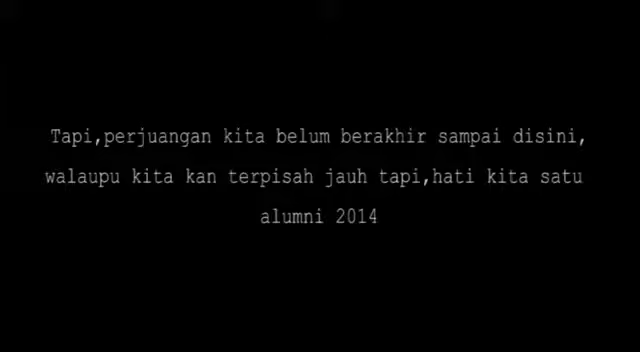 Tapi,perjuangan kita belum berakhir sampai disini,
walaupu kita kan terpisah jauh tapi,hati kita satu
alumni 2014